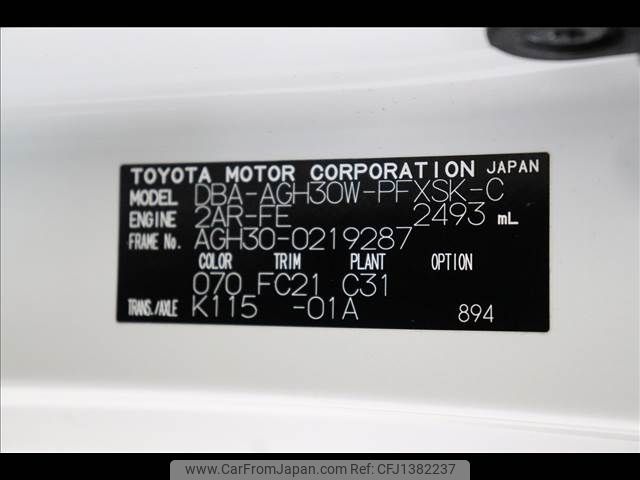 TOYOTA MOTOR CORPORATION JAPAN
MODEL DBA-AGH30W-PFXSK-C
ENGINE 2AR-FE 2493 mL
FRAME No. AGH30-0219287
COLOR TRIM PLANT OPTION
070 FC21 C31
TRANS./AXLE K115 -01A 894
www.CarFromJapan.com/CFJ1382237